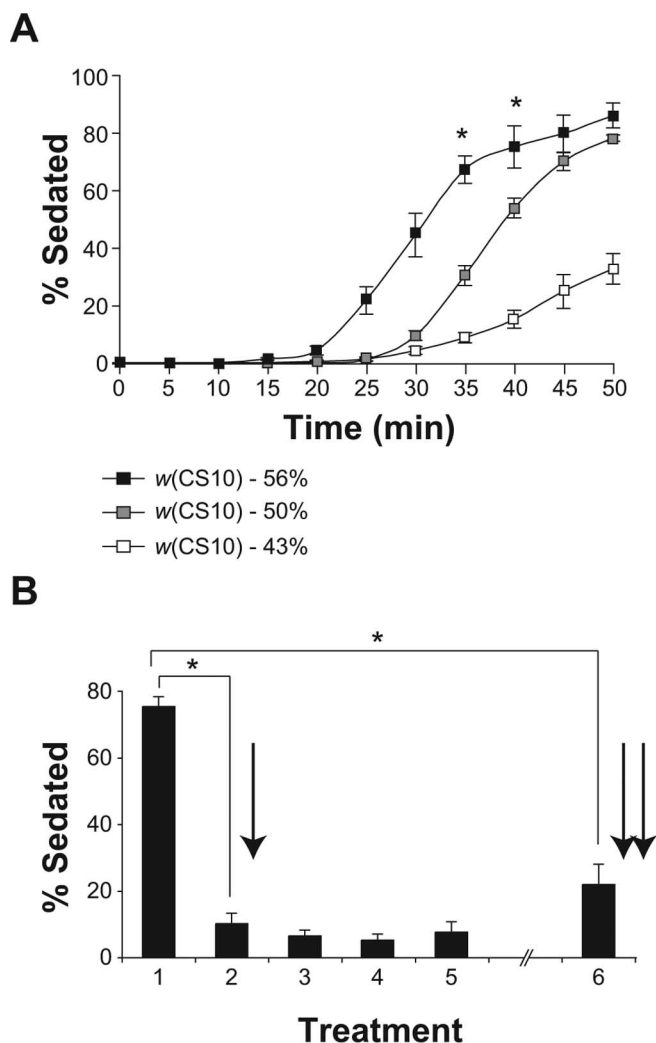 A
100
80
60
40
20
0
% Sedated
* *
0 5 10 15 20 25 30 35 40 45 50
Time (min)
w(CS10) - 56%
w(CS10) - 50%
w(CS10) - 43%
B
*
*
80
60
40
20
0
% Sedated
1 2 3 4 5 // 6
Treatment